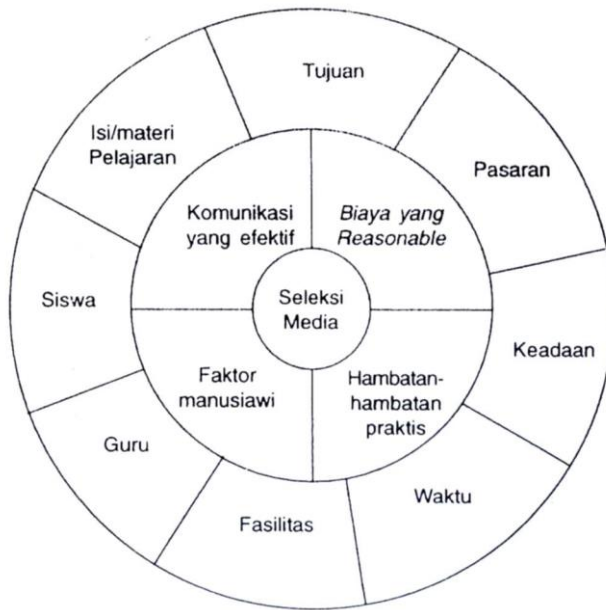 Tujuan
Isi/materi
Pelajaran
Pasaran
Komunikasi
yang efektif
Biaya yang
Reasonable
Siswa
Seleksi
Media
Keadaan
Faktor
manusiawi
Hambatan-
hambatan
praktis
Guru
Waktu
Fasilitas